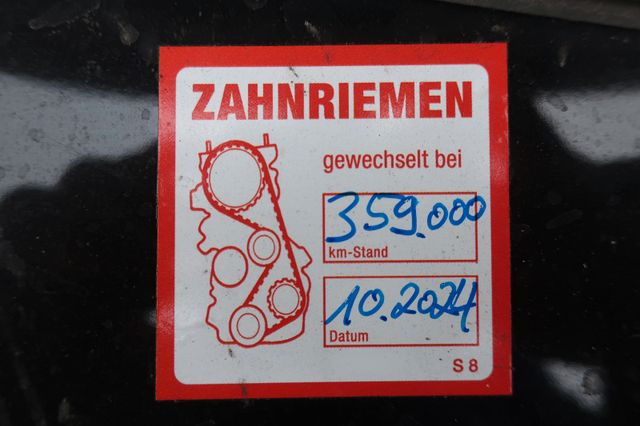 ZAHNRIEMEN
gewechselt bei
359.000
km-Stand
10.2024
Datum
S 8